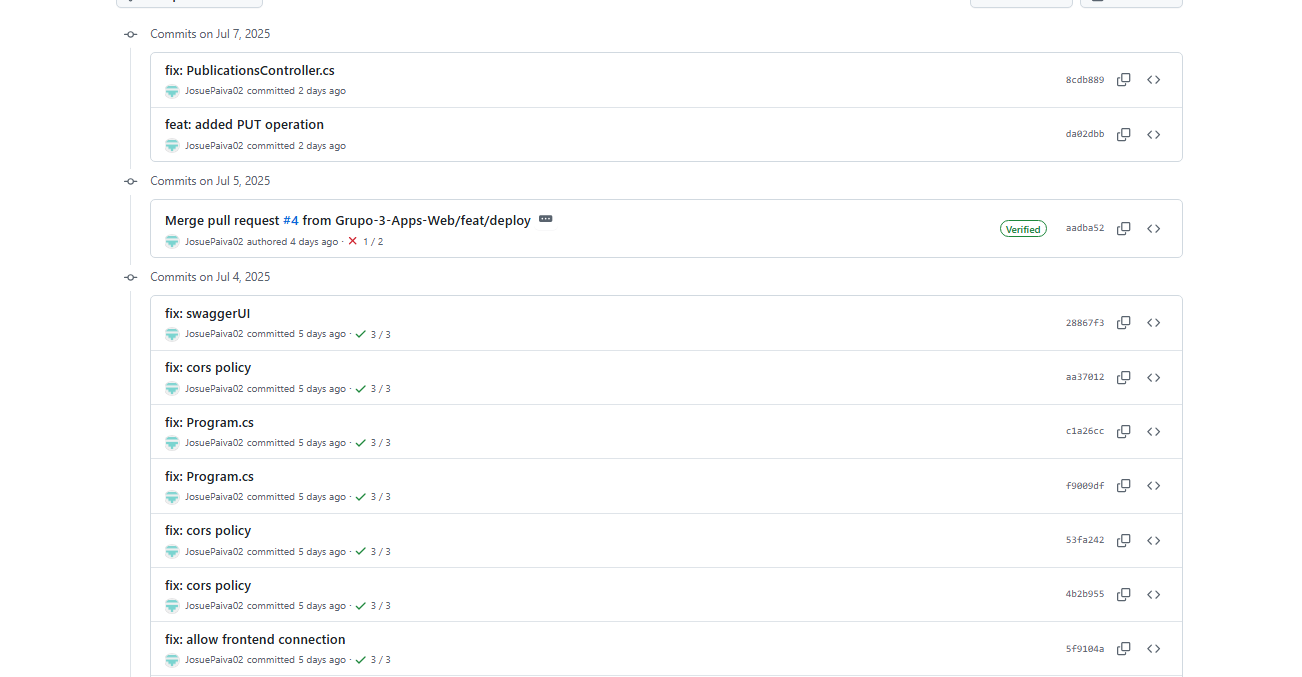 Commits on Jul 7, 2025
fix: PublicationsController.cs
8cdb889
JosuePaiva02 committed 2 days ago
feat: added PUT operation
da02dbb
JosuePaiva02 committed 2 days ago
Commits on Jul 5, 2025
Merge pull request #4 from Grupo-3-Apps-Web/feat/deploy
Verified
aadba52
JosuePaiva02 authored 4 days ago · 1 / 2
Commits on Jul 4, 2025
fix: swaggerUI
28867f3
JosuePaiva02 committed 5 days ago · 3 / 3
fix: cors policy
aa37012
JosuePaiva02 committed 5 days ago · 3 / 3
fix: Program.cs
c1a26cc
JosuePaiva02 committed 5 days ago · 3 / 3
fix: Program.cs
f9009df
JosuePaiva02 committed 5 days ago · 3 / 3
fix: cors policy
53fa242
JosuePaiva02 committed 5 days ago · 3 / 3
fix: cors policy
4b2b955
JosuePaiva02 committed 5 days ago · 3 / 3
fix: allow frontend connection
5f9104a
JosuePaiva02 committed 5 days ago · 3 / 3